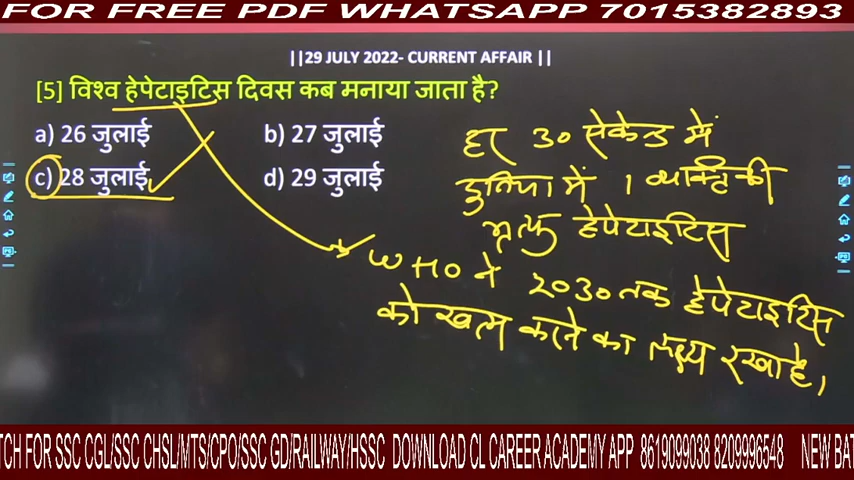 FOR FREE PDF WHATSAPP 7015382893
||29 JULY 2022- CURRENT AFFAIR ||
[5] विश्व हेपेटाइटिस दिवस कब मनाया जाता है?
a) 26 जुलाई
b) 27 जुलाई
c) 28 जुलाई
d) 29 जुलाई
हर 30 सेकेन्ड में
दुनिया में 1 व्यक्ति की
मृत्यु हेपेटाइटिस
WHO ने 2030 तक हेपेटाइटिस
को खत्म करने का लक्ष्य रखा है।
TCH FOR SSC CGL/SSC CHSL/MTS/CPO/SSC GD/RAILWAY/HSSC DOWNLOAD CL CAREER ACADEMY APP 8619099038 8209996548 NEW BAT